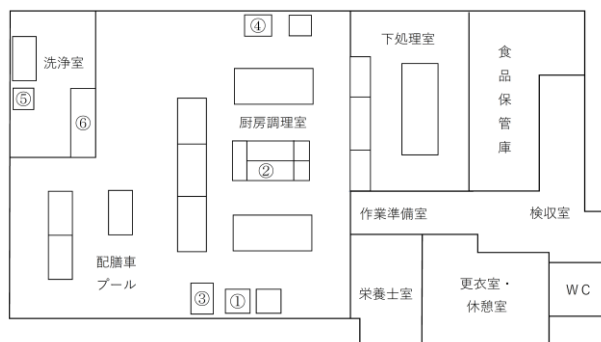 ④
下処理室
食品保管庫
洗浄室
⑤
⑥
厨房調理室
②
作業準備室
検収室
配膳車
プール
③
①
栄養士室
更衣室・
休憩室
WC